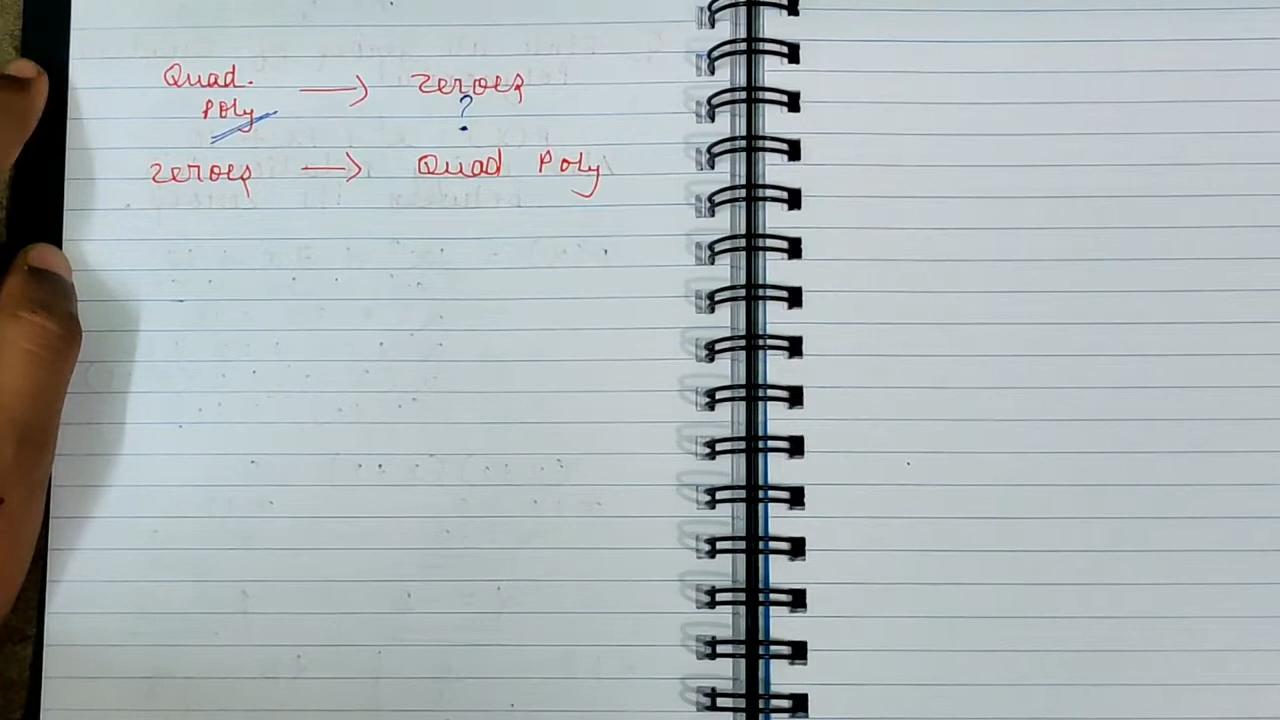 Quad. → zeroes
Poly ?
zeroes → Quad Poly